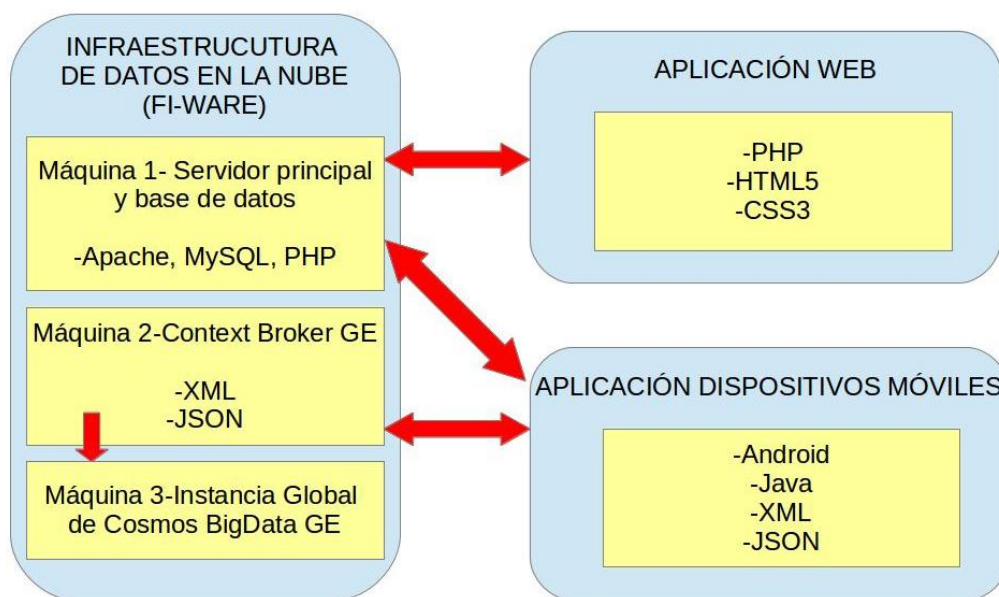 INFRAESTRUCUTURA
DE DATOS EN LA NUBE
(FI-WARE)
Máquina 1- Servidor principal
y base de datos
-Apache, MySQL, PHP
Máquina 2-Context Broker GE
-XML
-JSON
Máquina 3-Instancia Global
de Cosmos BigData GE
APLICACIÓN WEB
-PHP
-HTML5
-CSS3
APLICACIÓN DISPOSITIVOS MÓVILES
-Android
-Java
-XML
-JSON